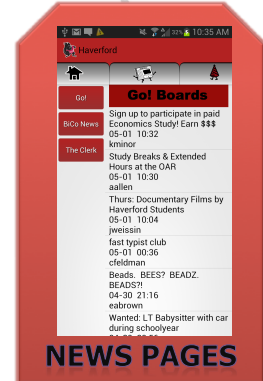 32% 10:35 AM
Haverford
Go!
BiCo News
The Clerk
Go! Boards
Sign up to participate in paid
Economics Study! Earn $$$
05-01 10:32
kminor
Study Breaks & Extended
Hours at the OAR
05-01 10:30
aallen
Thurs: Documentary Films by
Haverford Students
05-01 10:04
jweissin
fast typist club
05-01 00:36
cfeldman
Beads. BEES? BEADZ.
BEADS?!
04-30 21:16
eabrown
Wanted: LT Babysitter with car
during schoolyear
NEWS PAGES